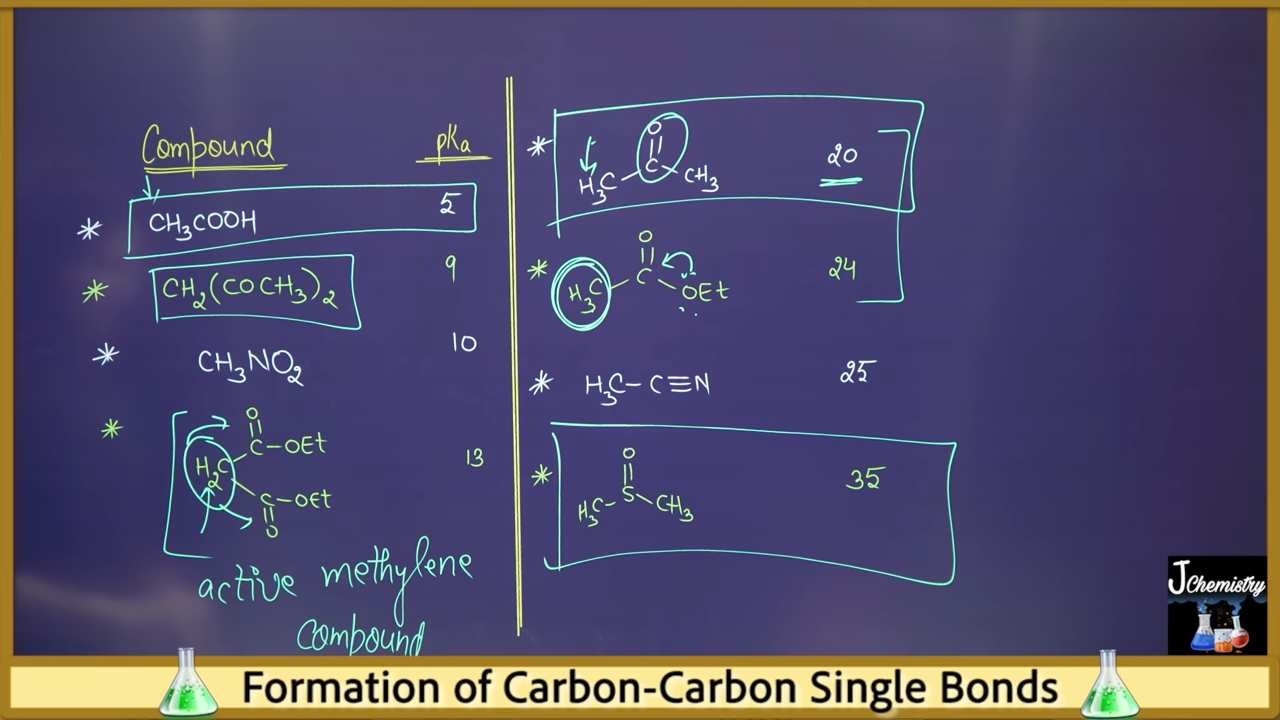 Compound pKa
* CH₃COOH 5
* CH₂(COCH₃)₂ 9
* CH₃NO₂ 10
*
O
C-OEt
H₂C 13
C-OEt
O
active methylene
compound
O
* C 20
H₃C CH₃
O
* C 24
H₃C OEt
* H₃C-C≡N 25
O
* S 35
H₃C CH₃
J Chemistry
Formation of Carbon-Carbon Single Bonds